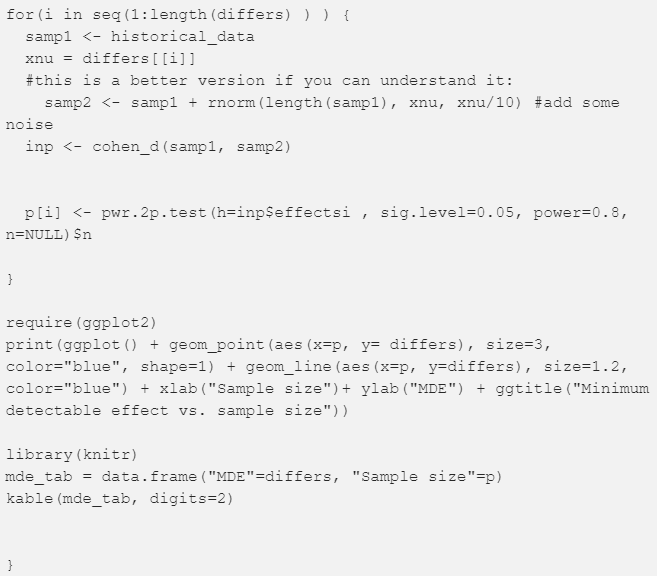 for(i in seq(1:length(differs) ) ) {
  samp1 <- historical_data
  xnu = differs[[i]]
  #this is a better version if you can understand it:
    samp2 <- samp1 + rnorm(length(samp1), xnu, xnu/10) #add some
noise
  inp <- cohen_d(samp1, samp2)
  p[i] <- pwr.2p.test(h=inp$effectsi , sig.level=0.05, power=0.8,
n=NULL)$n
}
require(ggplot2)
print(ggplot() + geom_point(aes(x=p, y= differs), size=3,
color="blue", shape=1) + geom_line(aes(x=p, y=differs), size=1.2,
color="blue") + xlab("Sample size")+ ylab("MDE") + ggtitle("Minimum
detectable effect vs. sample size"))
library(knitr)
mde_tab = data.frame("MDE"=differs, "Sample size"=p)
kable(mde_tab, digits=2)
}